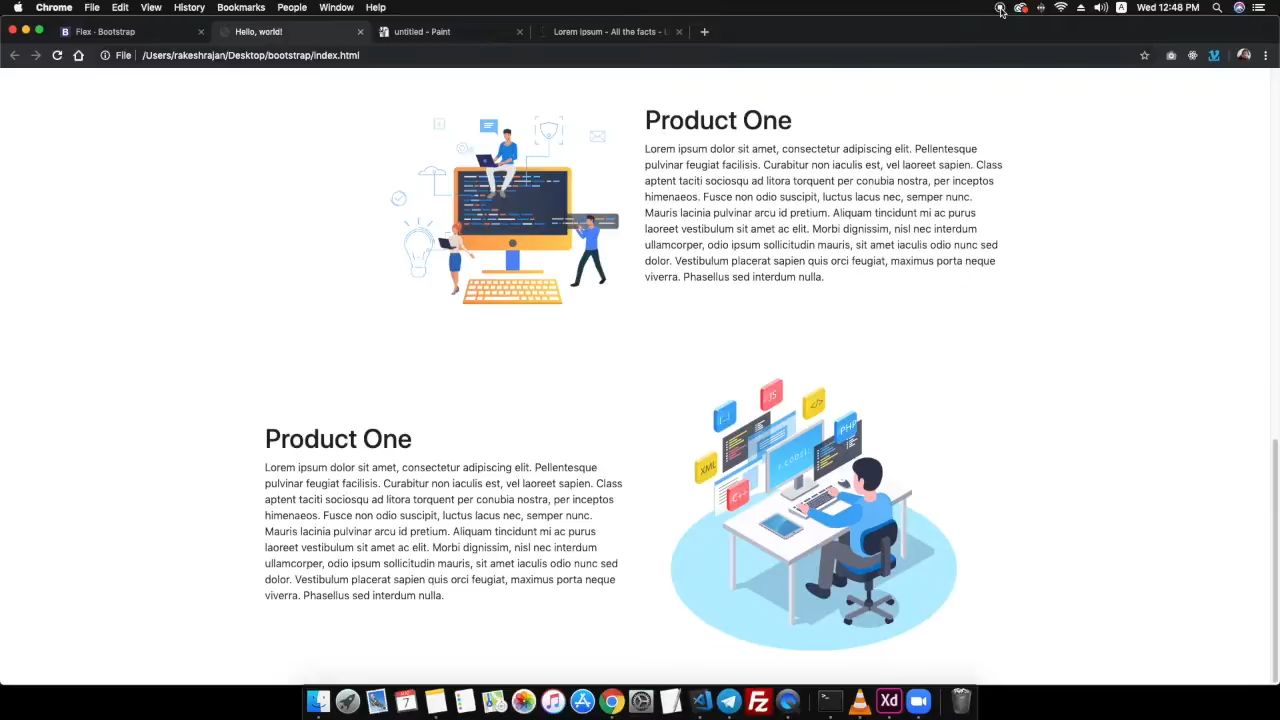 Chrome File Edit View History Bookmarks People Window Help
A Wed 12:48 PM
B Flex · Bootstrap
Hello, world!
untitled - Paint
Lorem Ipsum - All the facts - L
File /Users/rakeshrajan/Desktop/bootstrap/index.html
Product One
Lorem ipsum dolor sit amet, consectetur adipiscing elit. Pellentesque
pulvinar feugiat facilisis. Curabitur non iaculis est, vel laoreet sapien. Class
aptent taciti sociosqu ad litora torquent per conubia nostra, per inceptos
himenaeos. Fusce non odio suscipit, luctus lacus nec, semper nunc.
Mauris lacinia pulvinar arcu id pretium. Aliquam tincidunt mi ac purus
laoreet vestibulum sit amet ac elit. Morbi dignissim, nisl nec interdum
ullamcorper, odio ipsum sollicitudin mauris, sit amet iaculis odio nunc sed
dolor. Vestibulum placerat sapien quis orci feugiat, maximus porta neque
viverra. Phasellus sed interdum nulla.
Product One
Lorem ipsum dolor sit amet, consectetur adipiscing elit. Pellentesque
pulvinar feugiat facilisis. Curabitur non iaculis est, vel laoreet sapien. Class
aptent taciti sociosqu ad litora torquent per conubia nostra, per inceptos
himenaeos. Fusce non odio suscipit, luctus lacus nec, semper nunc.
Mauris lacinia pulvinar arcu id pretium. Aliquam tincidunt mi ac purus
laoreet vestibulum sit amet ac elit. Morbi dignissim, nisl nec interdum
ullamcorper, odio ipsum sollicitudin mauris, sit amet iaculis odio nunc sed
dolor. Vestibulum placerat sapien quis orci feugiat, maximus porta neque
viverra. Phasellus sed interdum nulla.
JS
</>
PHP
XML
C++
7
Fz
Xd